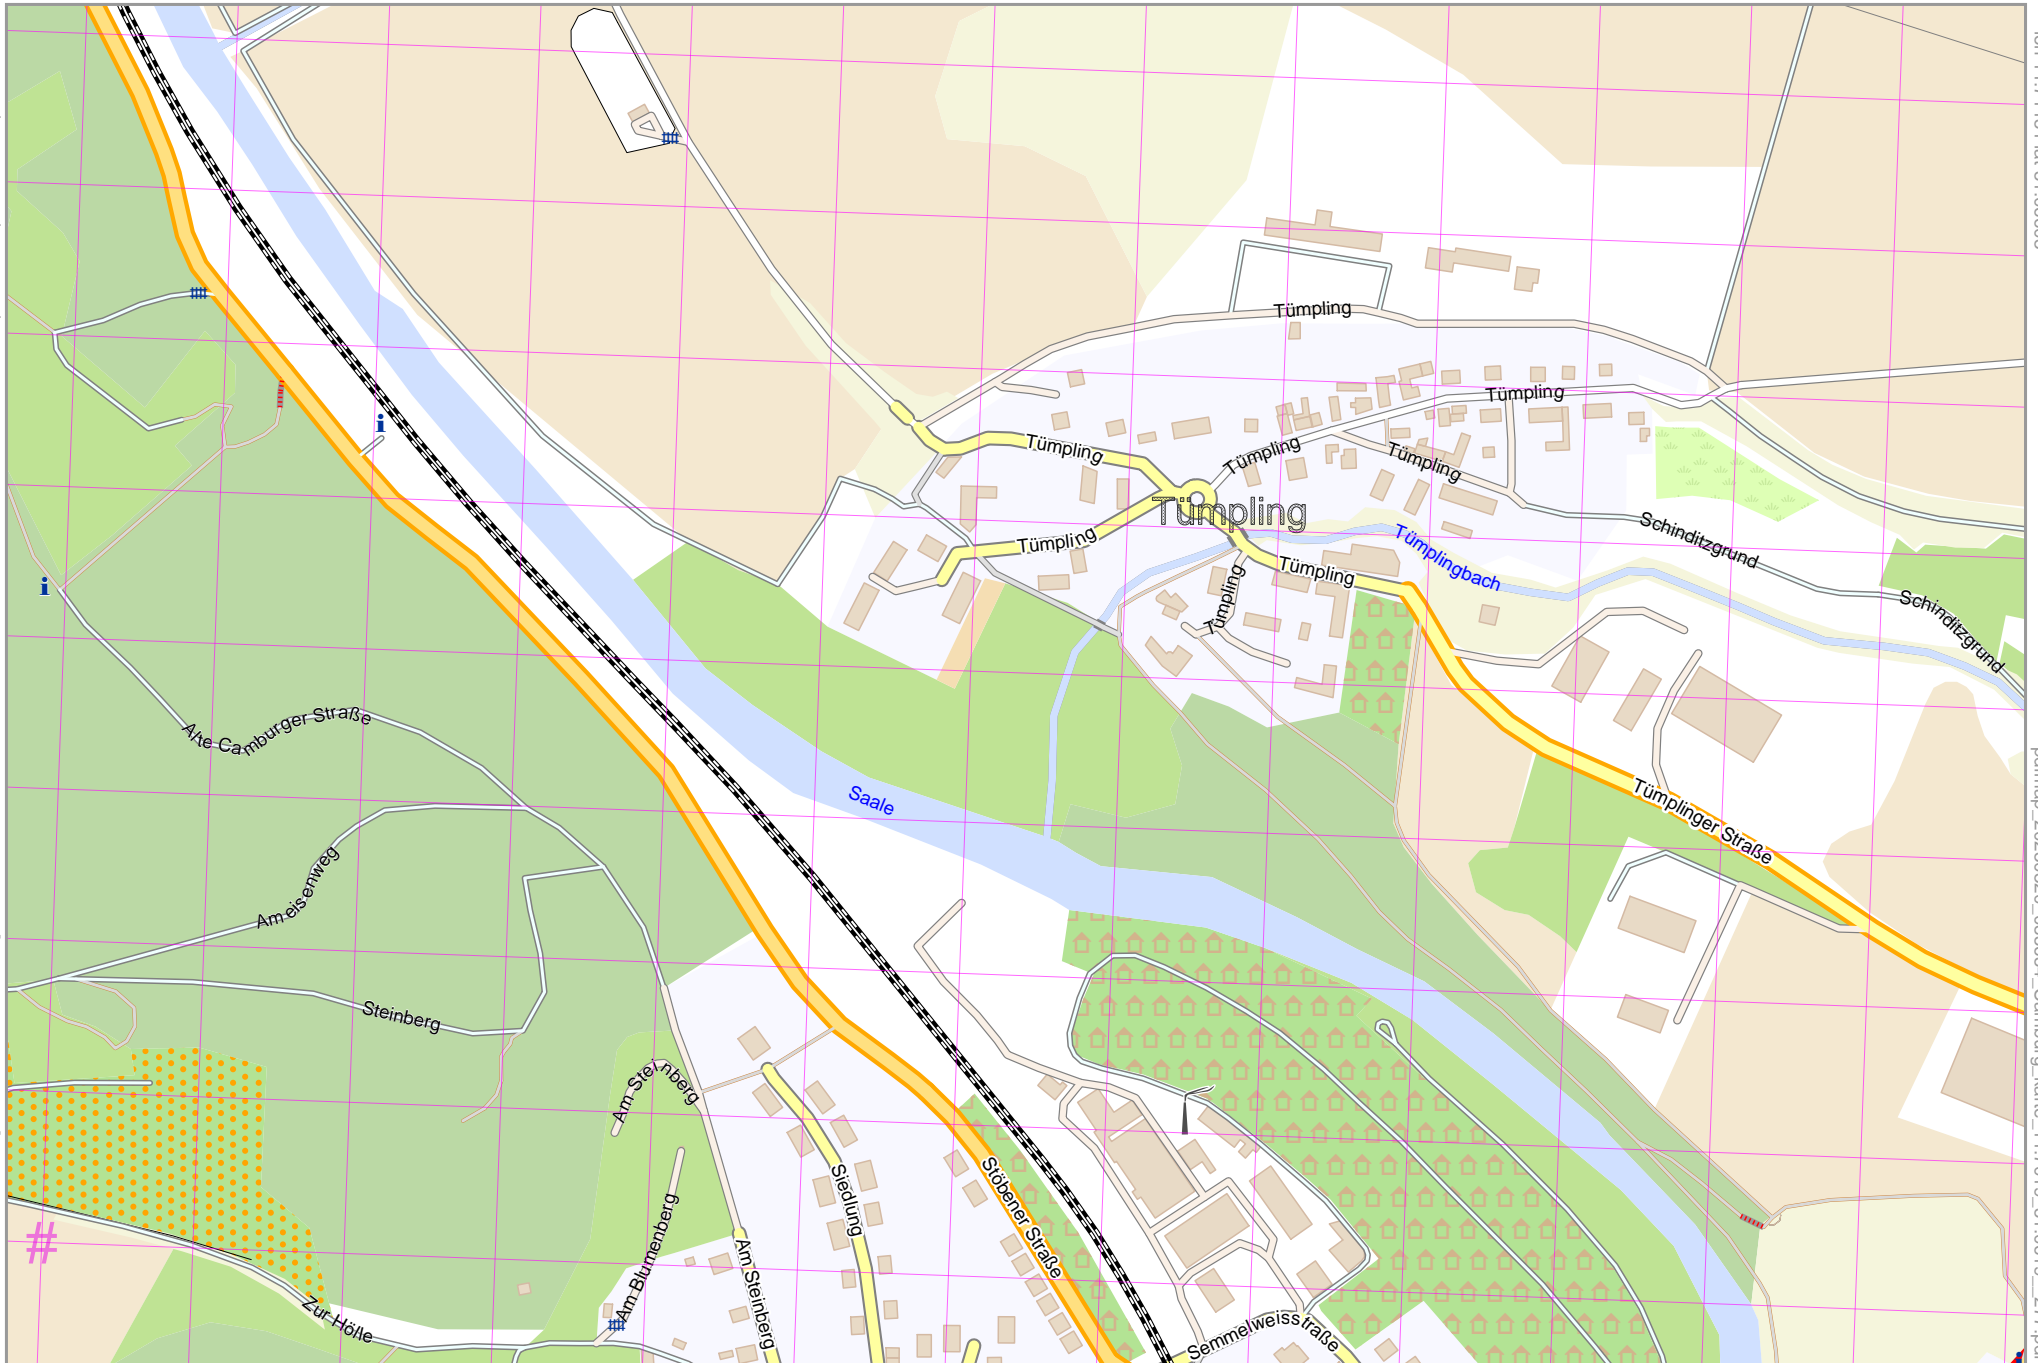 Tümpling
Tümpling
Tümpling
Tümpling
Tümpling
Tümpling
Schinditzgrund
Tümplingbach
Tümpling
Tümpling
Tümpling
Schinditzgrund
Alte Camburger Straße
Saale
Tümplinger Straße
Ameisenweg
Steinberg
Am Steinberg
Siedlung
Stöbener Straße
Am Blumenberg
Am Steinberg
Zur Hölle
Semmelweisstraße
#
i
i